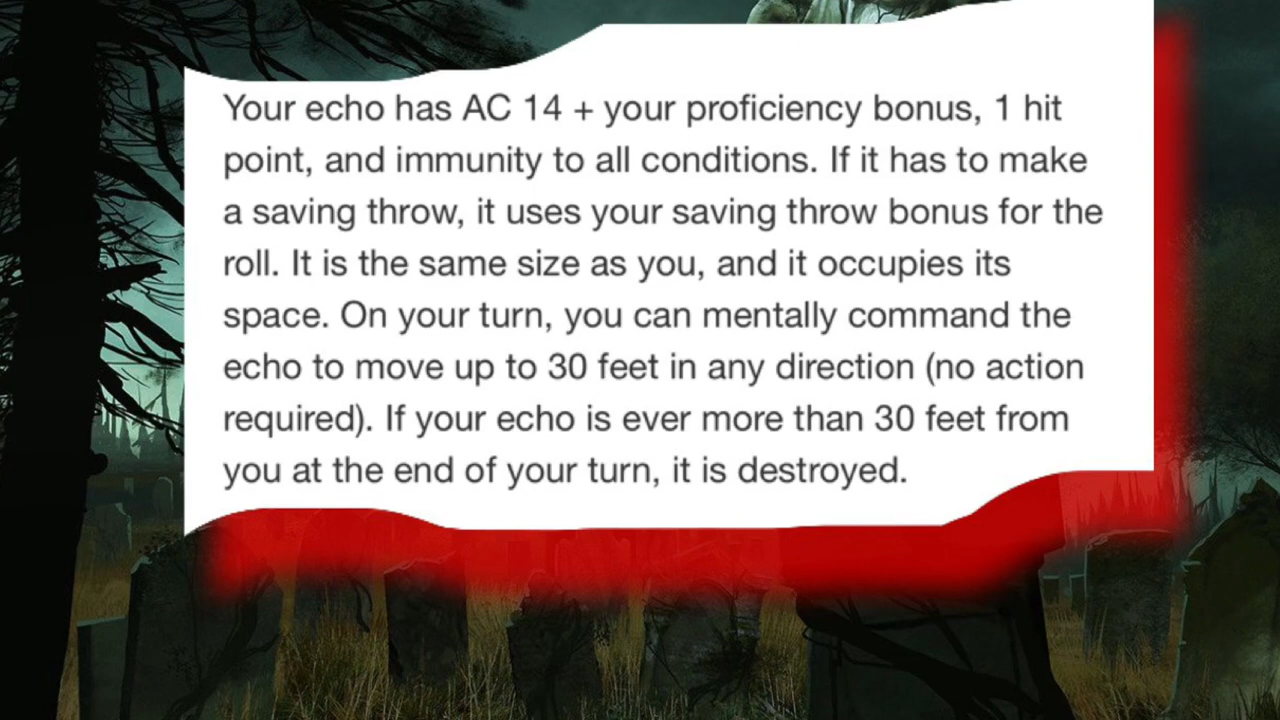 Your echo has AC 14 + your proficiency bonus, 1 hit
point, and immunity to all conditions. If it has to make
a saving throw, it uses your saving throw bonus for the
roll. It is the same size as you, and it occupies its
space. On your turn, you can mentally command the
echo to move up to 30 feet in any direction (no action
required). If your echo is ever more than 30 feet from
you at the end of your turn, it is destroyed.